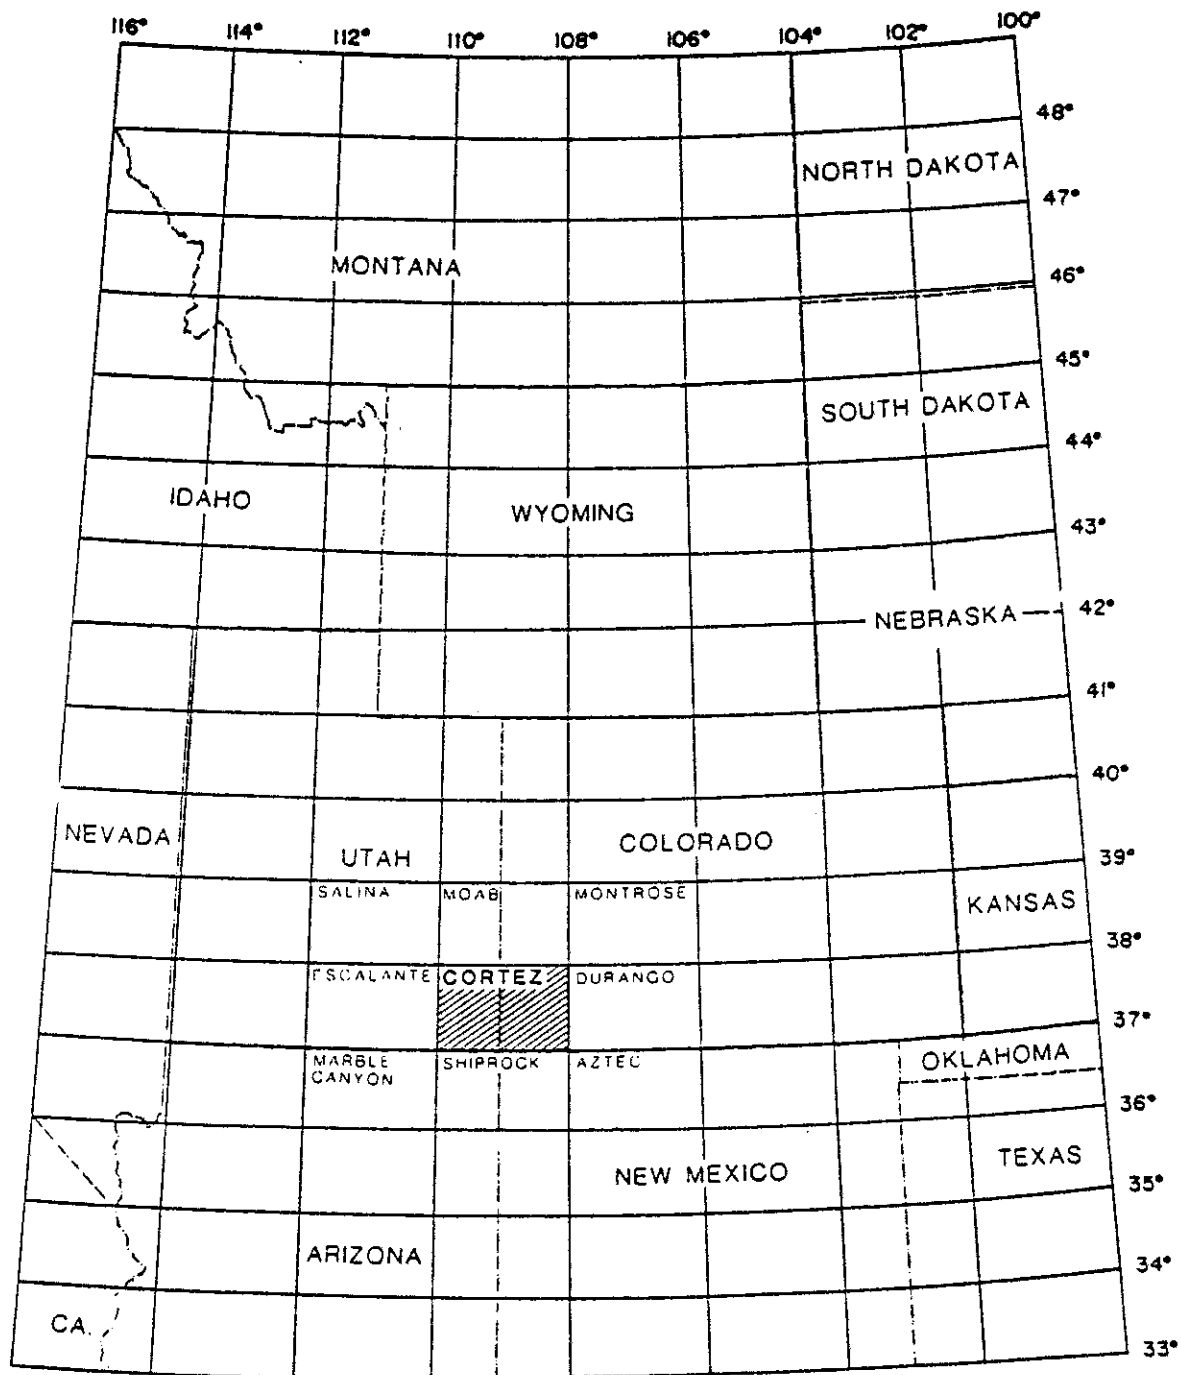 116° 114° 112° 110° 108° 106° 104° 102° 100°
48°
NORTH DAKOTA
47°
MONTANA
46°
45°
SOUTH DAKOTA
44°
IDAHO
WYOMING
43°
NEBRASKA
42°
41°
40°
NEVADA
UTAH
COLORADO
39°
SALINA MOAB MONTROSE
KANSAS
38°
ESCALANTE CORTEZ DURANGO
37°
MARBLE CANYON
SHIPROCK AZTEC
OKLAHOMA
36°
NEW MEXICO
TEXAS
35°
ARIZONA
34°
CA.
33°